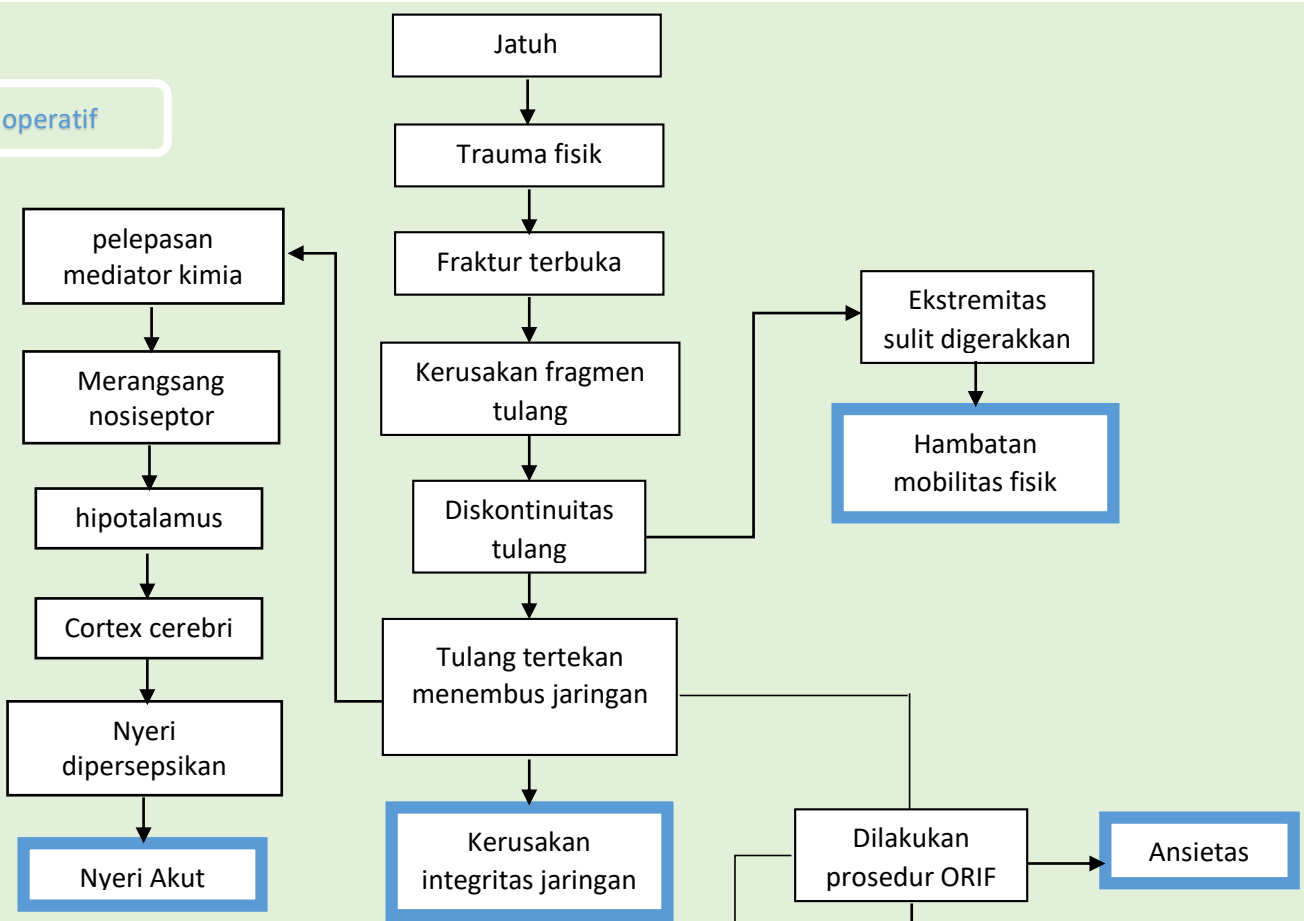 Jatuh
operatif
Trauma fisik
pelepasan
mediator kimia
Fraktur terbuka
Ekstremitas
sulit digerakkan
Merangsang
nosiseptor
Kerusakan fragmen
tulang
Hambatan
mobilitas fisik
hipotalamus
Diskontinuitas
tulang
Cortex cerebri
Tulang tertekan
menembus jaringan
Nyeri
dipersepsikan
Kerusakan
integritas jaringan
Dilakukan
prosedur ORIF
Ansietas
Nyeri Akut